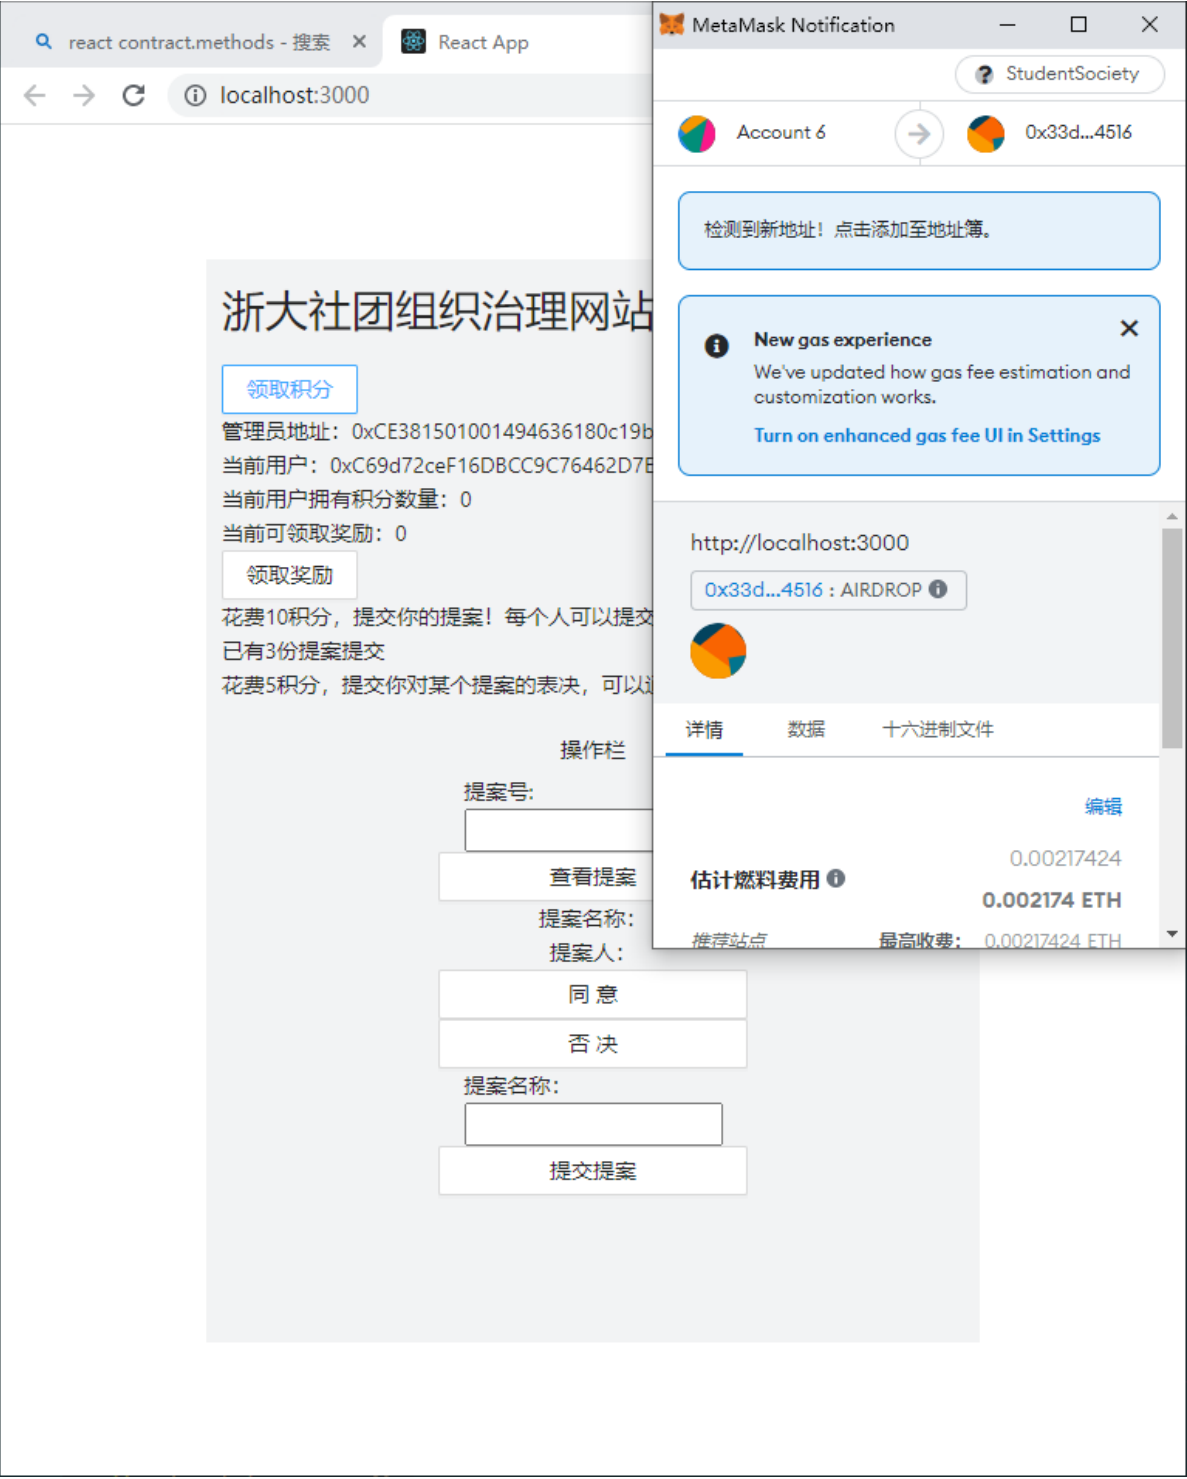 react contract.methods - 搜索
React App
localhost:3000
浙大社团组织治理网站
领取积分
管理员地址：0xCE381501001494636180c19b
当前用户：0xC69d72ceF16DBCC9C76462D7E
当前用户拥有积分数量：0
当前可领取奖励：0
领取奖励
花费10积分，提交你的提案！每个人可以提交
已有3份提案提交
花费5积分，提交你对某个提案的表决，可以
操作栏
提案号:
查看提案
提案名称：
提案人：
同 意
否 决
提案名称：
提交提案
MetaMask Notification
StudentSociety
Account 6
0x33d...4516
检测到新地址！点击添加至地址簿。
New gas experience
We've updated how gas fee estimation and
customization works.
Turn on enhanced gas fee UI in Settings
http://localhost:3000
0x33d...4516 : AIRDROP
详情 数据 十六进制文件
编辑
0.00217424
估计燃料费用
0.002174 ETH
推荐站点 最高收费： 0.00217424 ETH